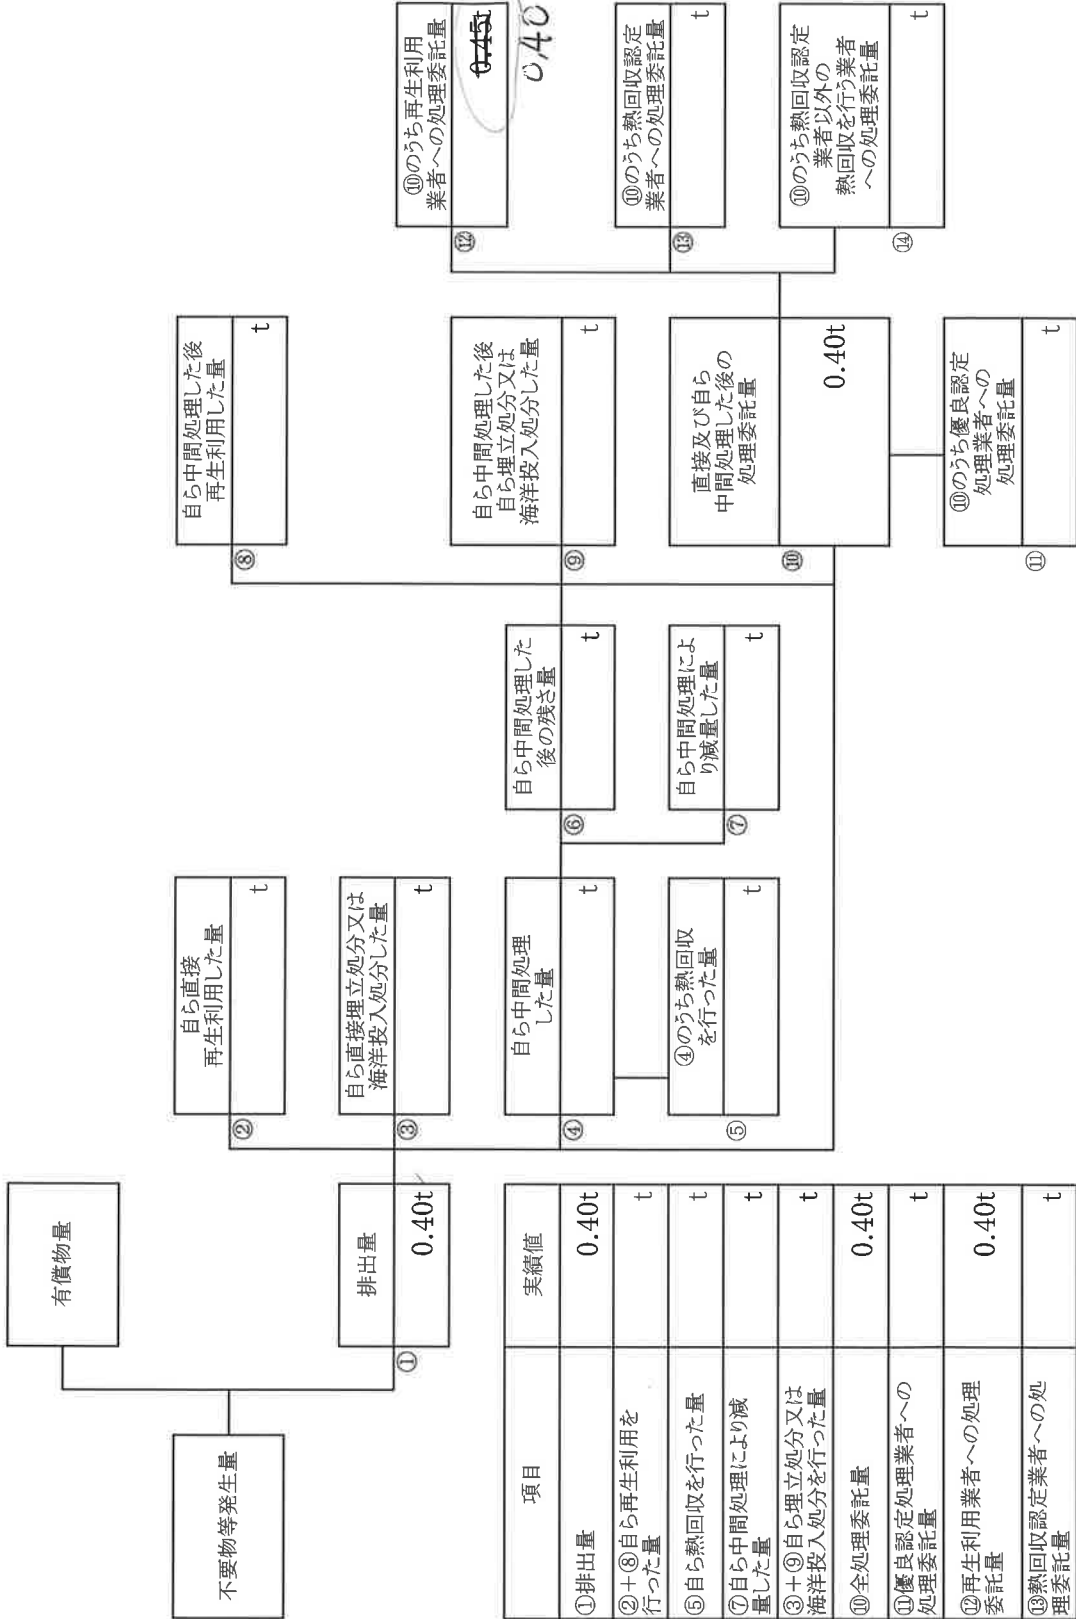 不要物等発生量
有償物量
排出量
①
0.40t
自ら直接
再生利用した量
②
t
自ら直接埋立処分又は
海洋投入処分した量
③
t
自ら中間処理
した量
④
t
④のうち熱回収
を行った量
⑤
t
自ら中間処理した
後の残さ量
⑥
t
自ら中間処理によ
り減量した量
⑦
t
自ら中間処理した後
再生利用した量
⑧
t
自ら中間処理した後
自ら埋立処分又は
海洋投入処分した量
⑨
t
直接及び自ら
中間処理した後の
処理委託量
⑩
0.40t
⑩のうち優良認定
処理業者への
処理委託量
⑪
t
⑩のうち再生利用
業者への処理委託量
⑫
0.45t
0.40
⑩のうち熱回収認定
業者への処理委託量
⑬
t
⑩のうち熱回収認定
業者以外の
熱回収を行う業者
への処理委託量
⑭
t
項目 実績値
①排出量 0.40t
②+⑧自ら再生利用を
行った量 t
⑤自ら熱回収を行った量 t
⑦自ら中間処理により減
量した量 t
③+⑨自ら埋立処分又は
海洋投入処分を行った量 t
⑩全処理委託量 0.40t
⑪優良認定処理業者への
処理委託量 t
⑫再生利用業者への処理
委託量 0.40t
⑬熱回収認定業者への処
理委託量 t